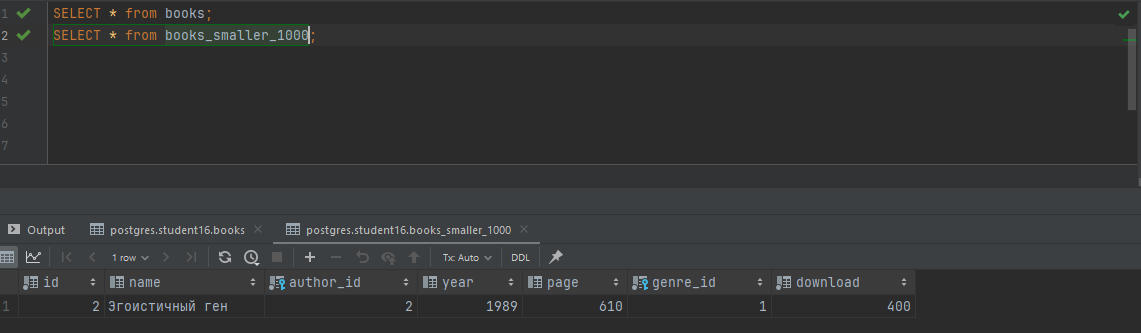 1 SELECT * from books;
2 SELECT * from books_smaller_1000;
3
4
5
6
7
Output postgres.student16.books postgres.student16.books_smaller_1000
1 row Tx: Auto DDL
id name author_id year page genre_id download
1 2 Эгоистичный ген 2 1989 610 1 400